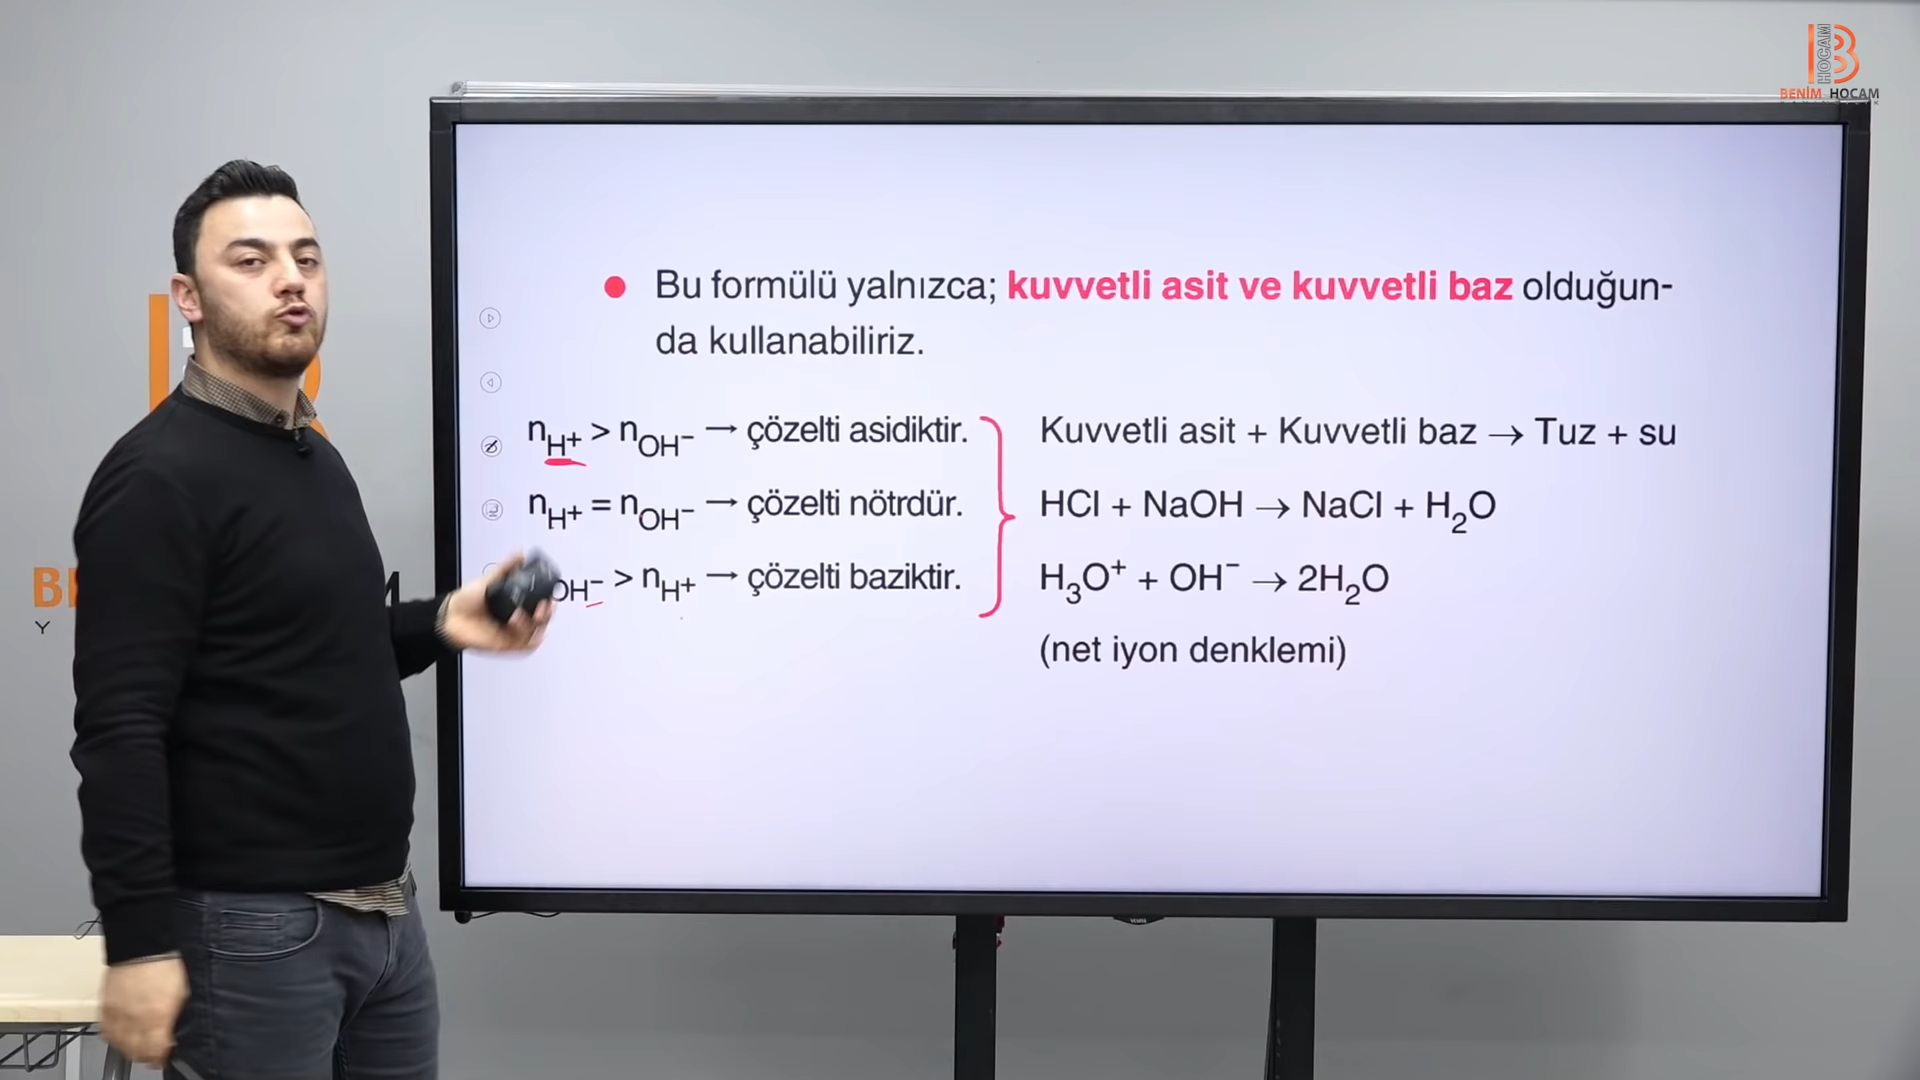 HOCAM
BENİM HOCAM
Bu formülü yalnızca; kuvvetli asit ve kuvvetli baz olduğun-
da kullanabiliriz.
nH⁺ > nOH⁻ → çözelti asidiktir.
nH⁺ = nOH⁻ → çözelti nötrdür.
OH⁻ > nH⁺ → çözelti baziktir.
Kuvvetli asit + Kuvvetli baz → Tuz + su
HCl + NaOH → NaCl + H₂O
H₃O⁺ + OH⁻ → 2H₂O
(net iyon denklemi)